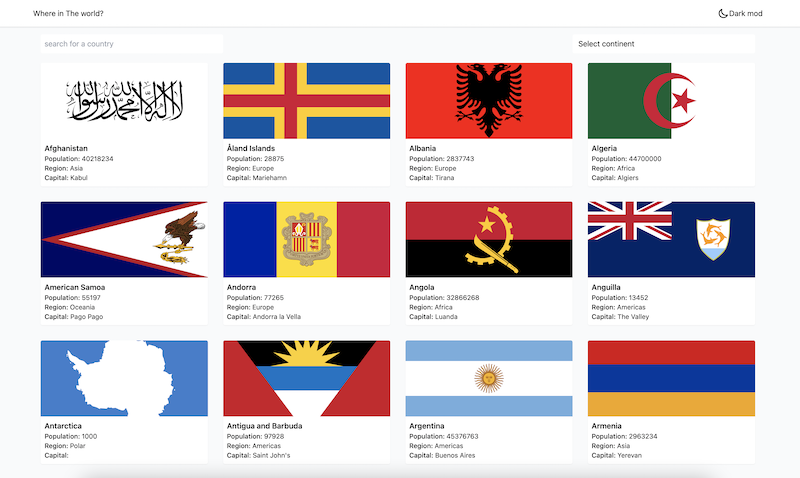 Where in The world?
Dark mod
search for a country
Select continent
لا إله إلا الله محمد رسول الله
Afghanistan
Population: 40218234
Region: Asia
Capital: Kabul
Åland Islands
Population: 28875
Region: Europe
Capital: Mariehamn
Albania
Population: 2837743
Region: Europe
Capital: Tirana
Algeria
Population: 44700000
Region: Africa
Capital: Algiers
American Samoa
Population: 55197
Region: Oceania
Capital: Pago Pago
Andorra
Population: 77265
Region: Europe
Capital: Andorra la Vella
Angola
Population: 32866268
Region: Africa
Capital: Luanda
Anguilla
Population: 13452
Region: Americas
Capital: The Valley
Antarctica
Population: 1000
Region: Polar
Capital:
Antigua and Barbuda
Population: 97928
Region: Americas
Capital: Saint John's
Argentina
Population: 45376763
Region: Americas
Capital: Buenos Aires
Armenia
Population: 2963234
Region: Asia
Capital: Yerevan